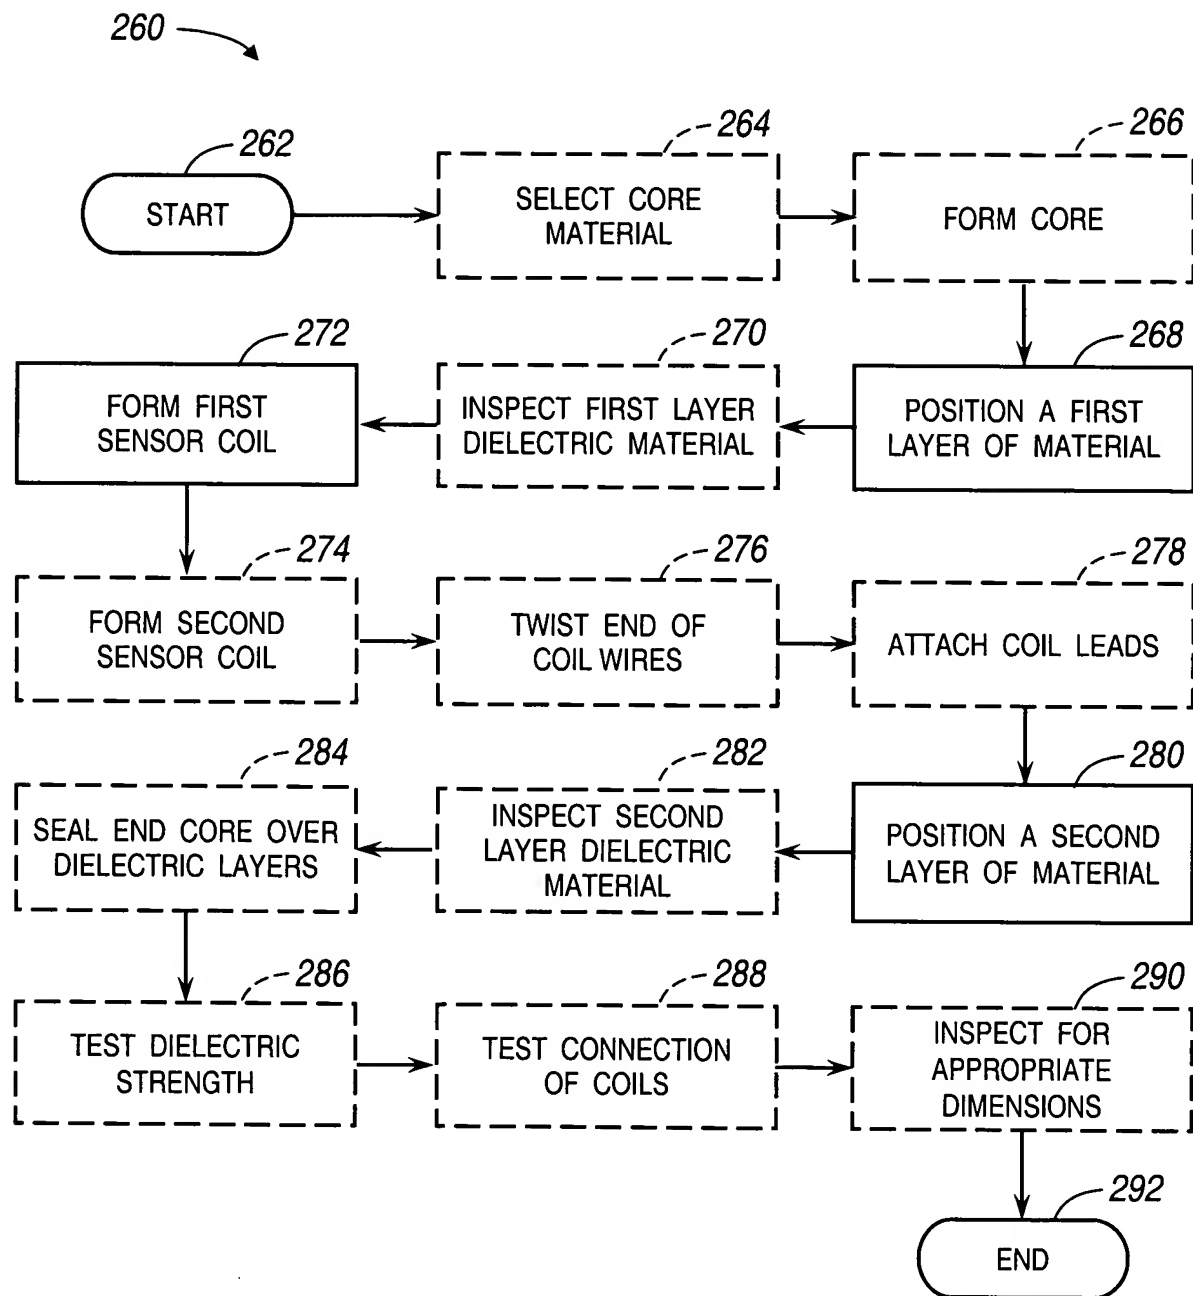 260
262
START
264
SELECT CORE
MATERIAL
266
FORM CORE
268
POSITION A FIRST
LAYER OF MATERIAL
270
INSPECT FIRST LAYER
DIELECTRIC MATERIAL
272
FORM FIRST
SENSOR COIL
274
FORM SECOND
SENSOR COIL
276
TWIST END OF
COIL WIRES
278
ATTACH COIL LEADS
280
POSITION A SECOND
LAYER OF MATERIAL
282
INSPECT SECOND
LAYER DIELECTRIC
MATERIAL
284
SEAL END CORE OVER
DIELECTRIC LAYERS
286
TEST DIELECTRIC
STRENGTH
288
TEST CONNECTION
OF COILS
290
INSPECT FOR
APPROPRIATE
DIMENSIONS
292
END